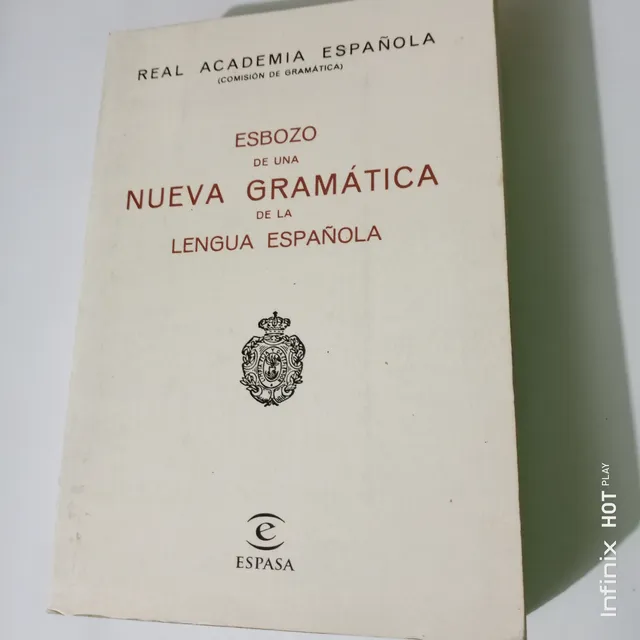 REAL ACADEMIA ESPAÑOLA
(COMISIÓN DE GRAMÁTICA)
ESBOZO
DE UNA
NUEVA GRAMÁTICA
DE LA
LENGUA ESPAÑOLA
ESPASA
Infinix HOT PLAY